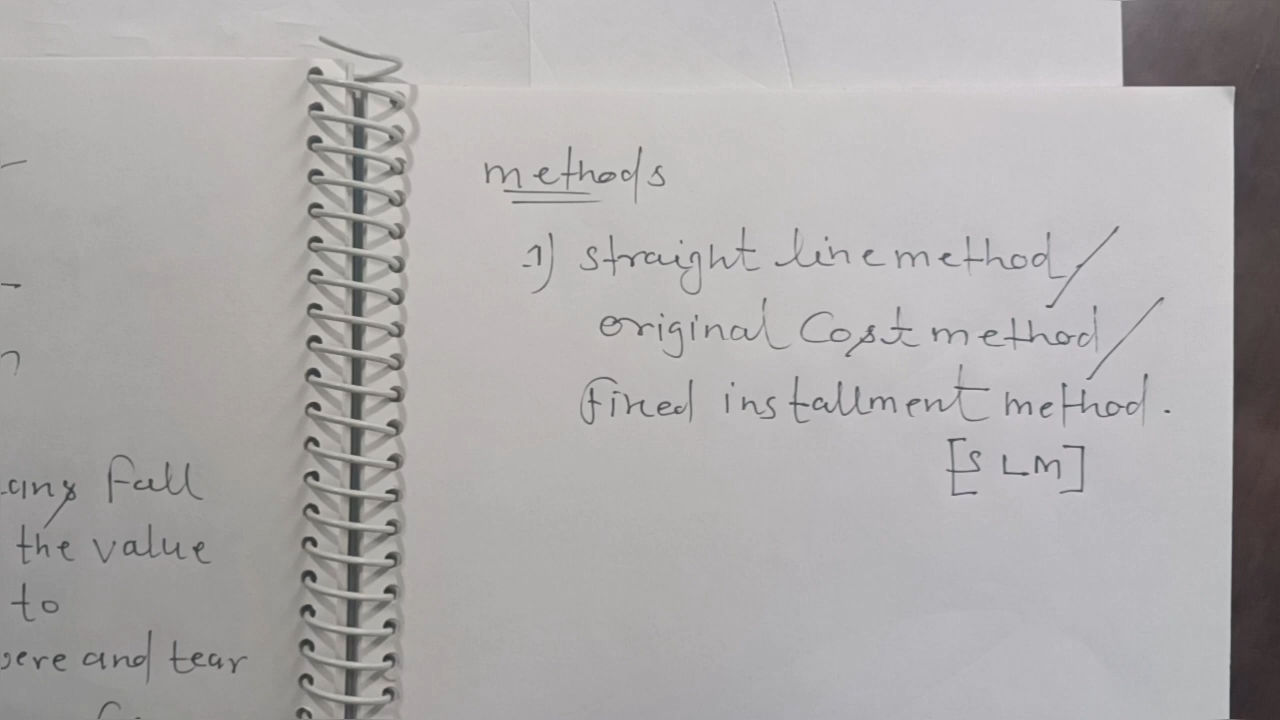 fall
the value
to
and tear
methods
1) straight line method/
original Cost method/
fixed installment method.
[SLM]